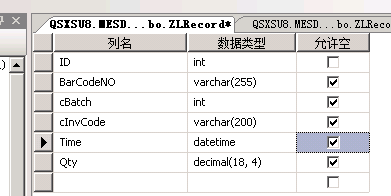 QSXSU8.MESD...bo.ZLRecord*
QSXSU8.MESD...bo.ZLRecord
列名 数据类型 允许空
ID int
BarCodeNO varchar(255)
cBatch int
cInvCode varchar(200)
Time datetime
Qty decimal(18, 4)